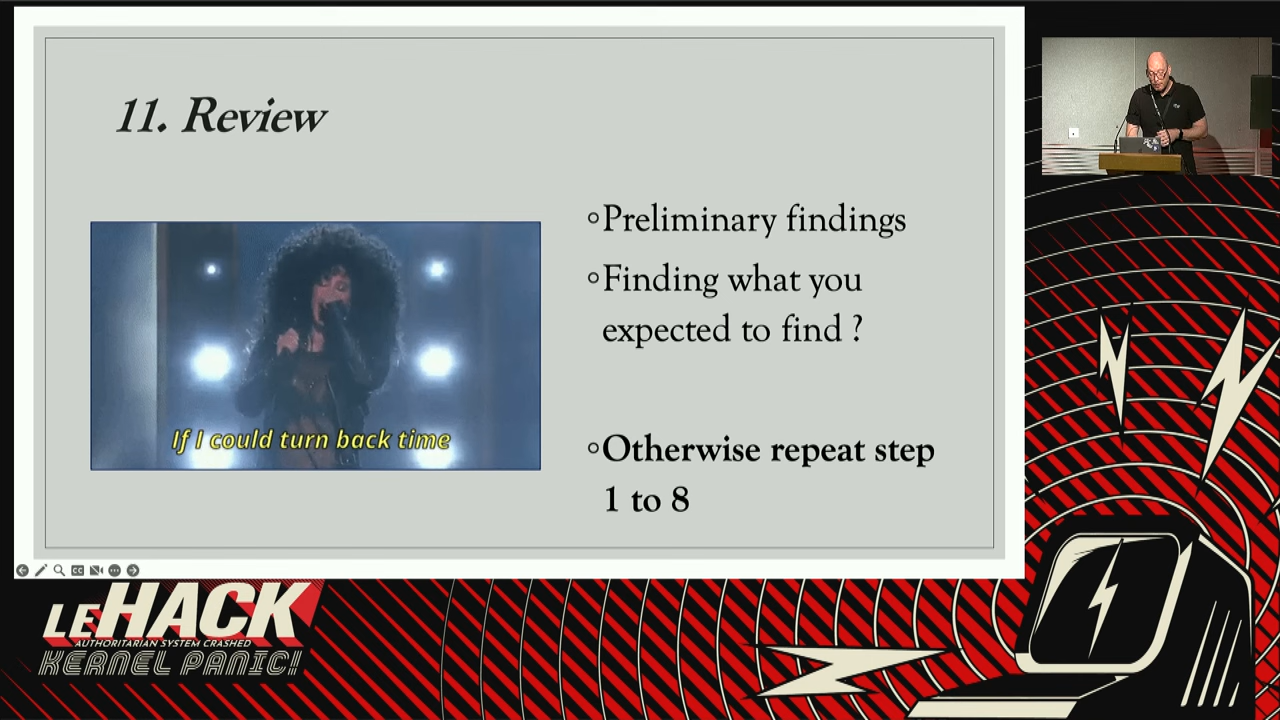 11. Review
If I could turn back time
Preliminary findings
Finding what you
expected to find ?
Otherwise repeat step
1 to 8
CC
LEHACK
AUTHORITARIAN SYSTEM CRASHED
KERNEL PANIC!